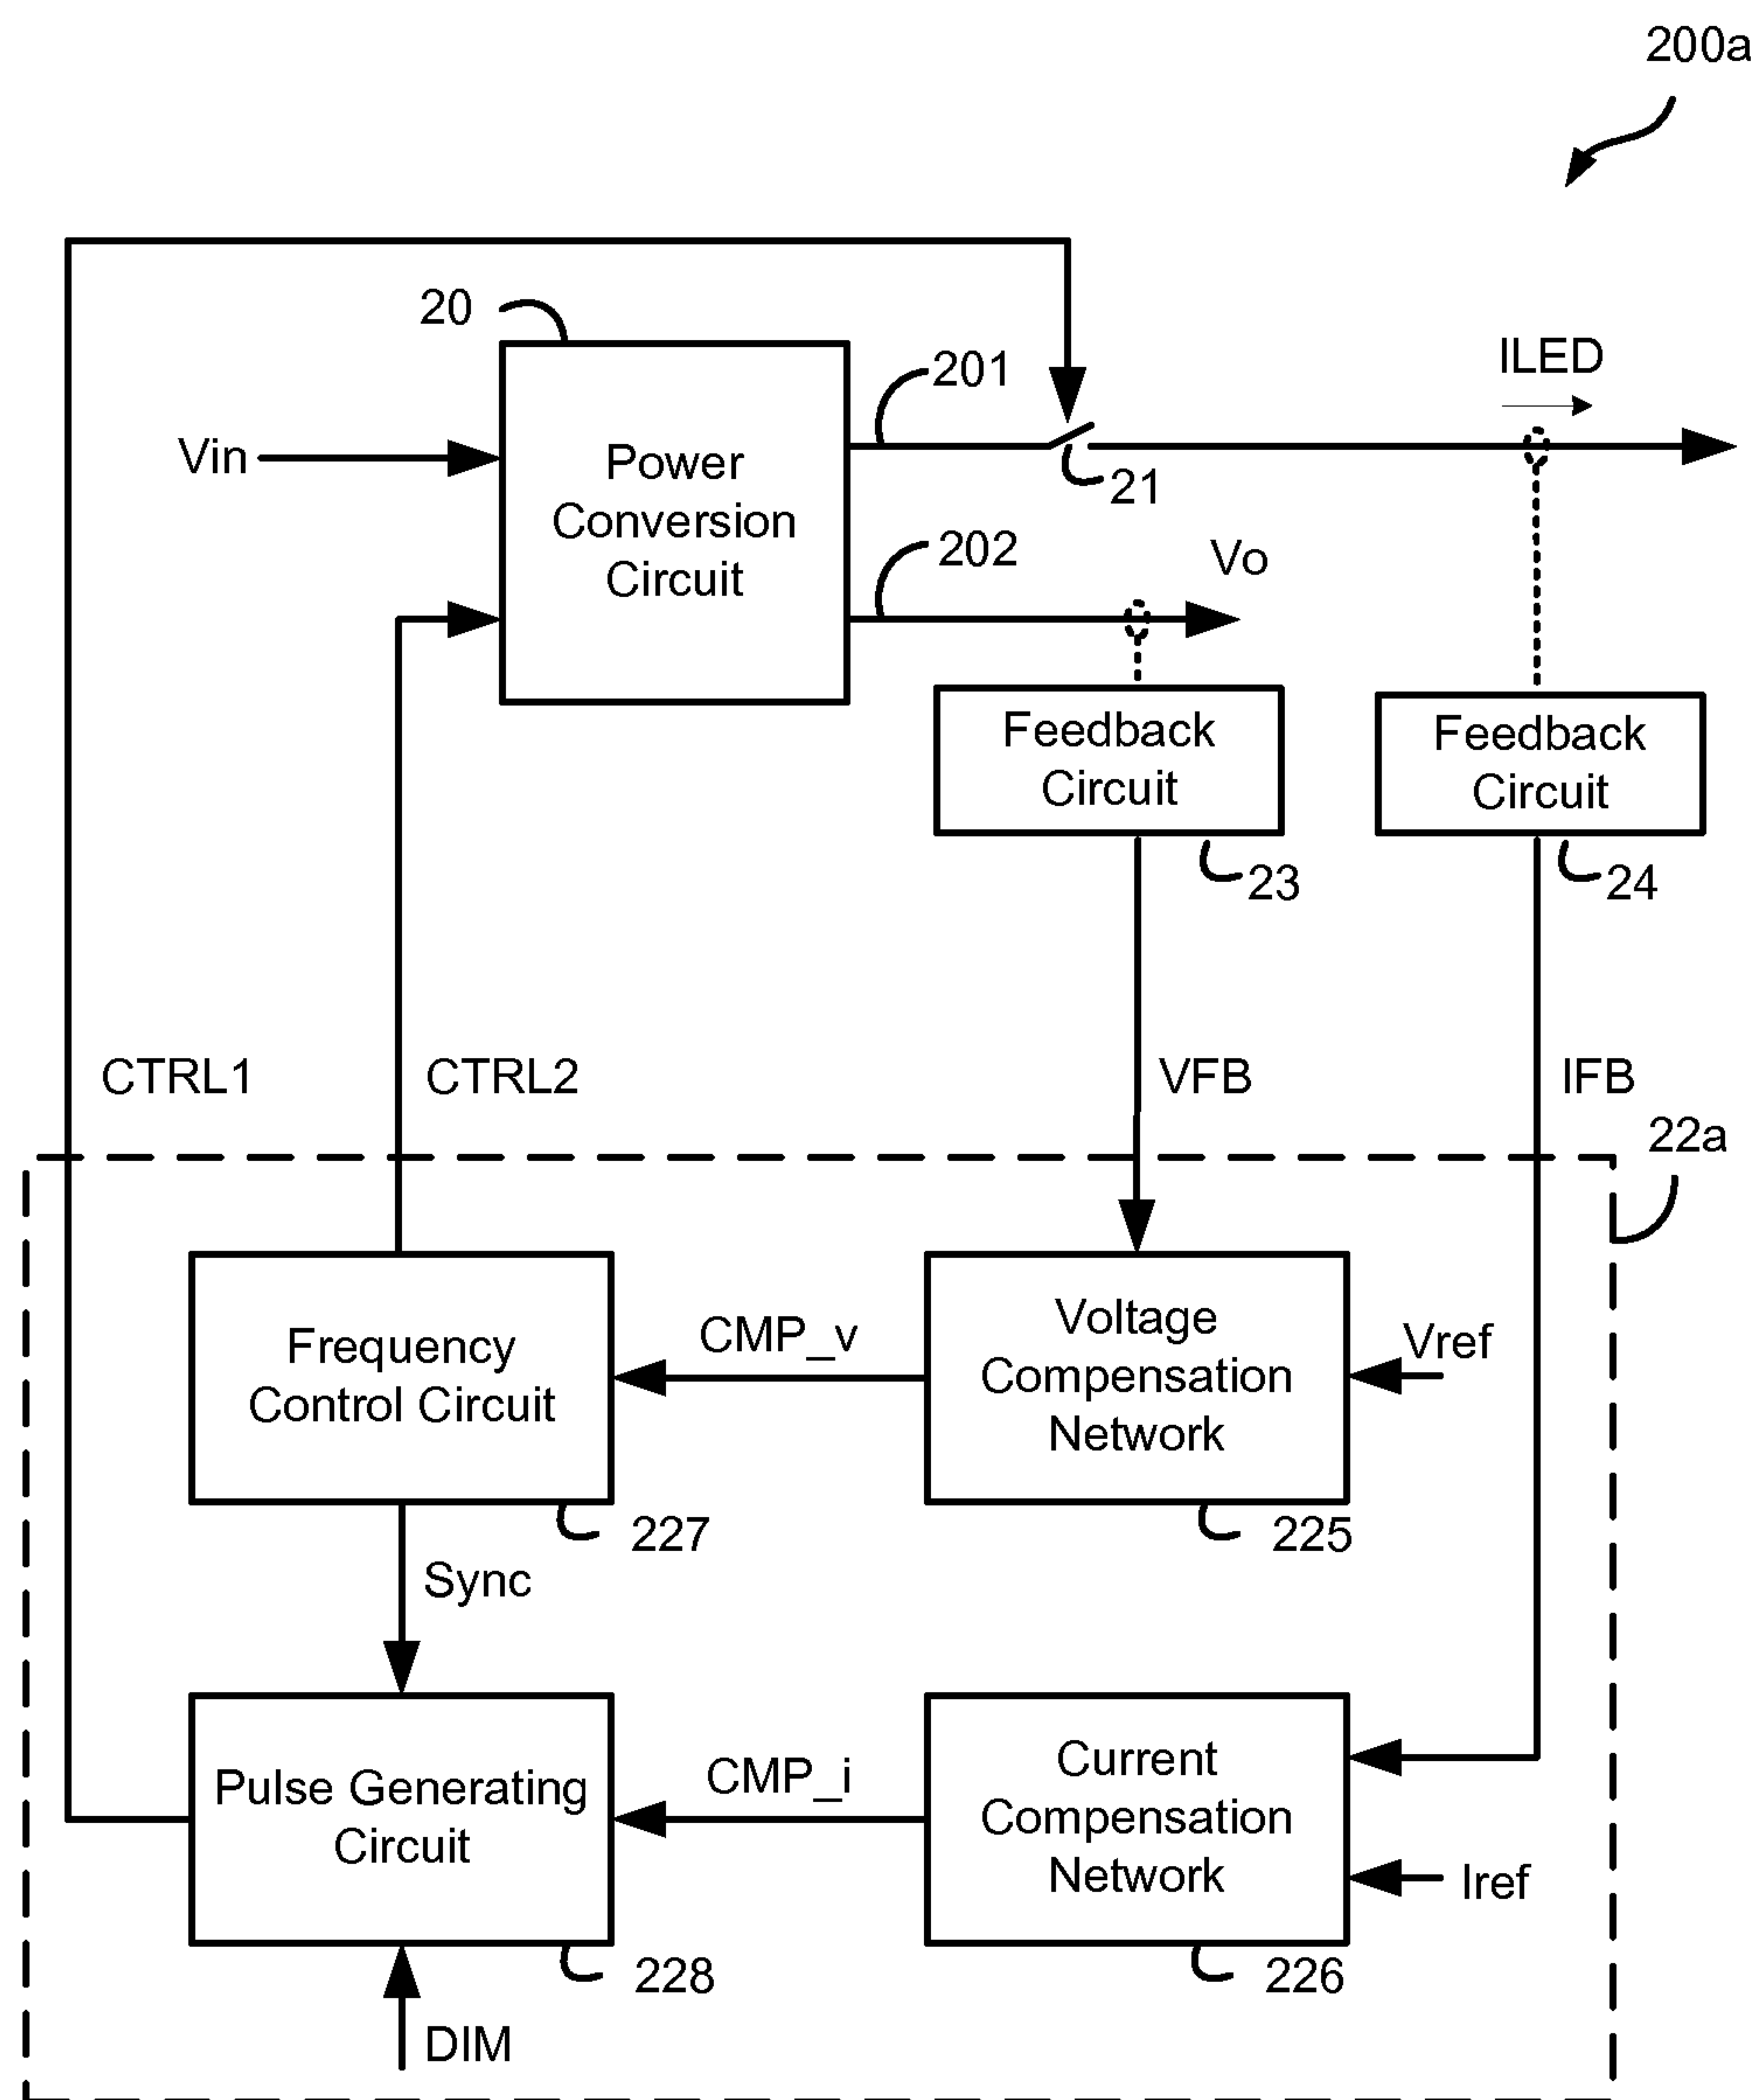 200a
20
201
ILED
Vin
Power
Conversion
Circuit
21
202
Vo
Feedback
Circuit
Feedback
Circuit
23
24
CTRL1
CTRL2
VFB
IFB
22a
Frequency
Control Circuit
CMP_v
Voltage
Compensation
Network
Vref
227
225
Sync
Pulse Generating
Circuit
CMP_i
Current
Compensation
Network
Iref
228
226
DIM